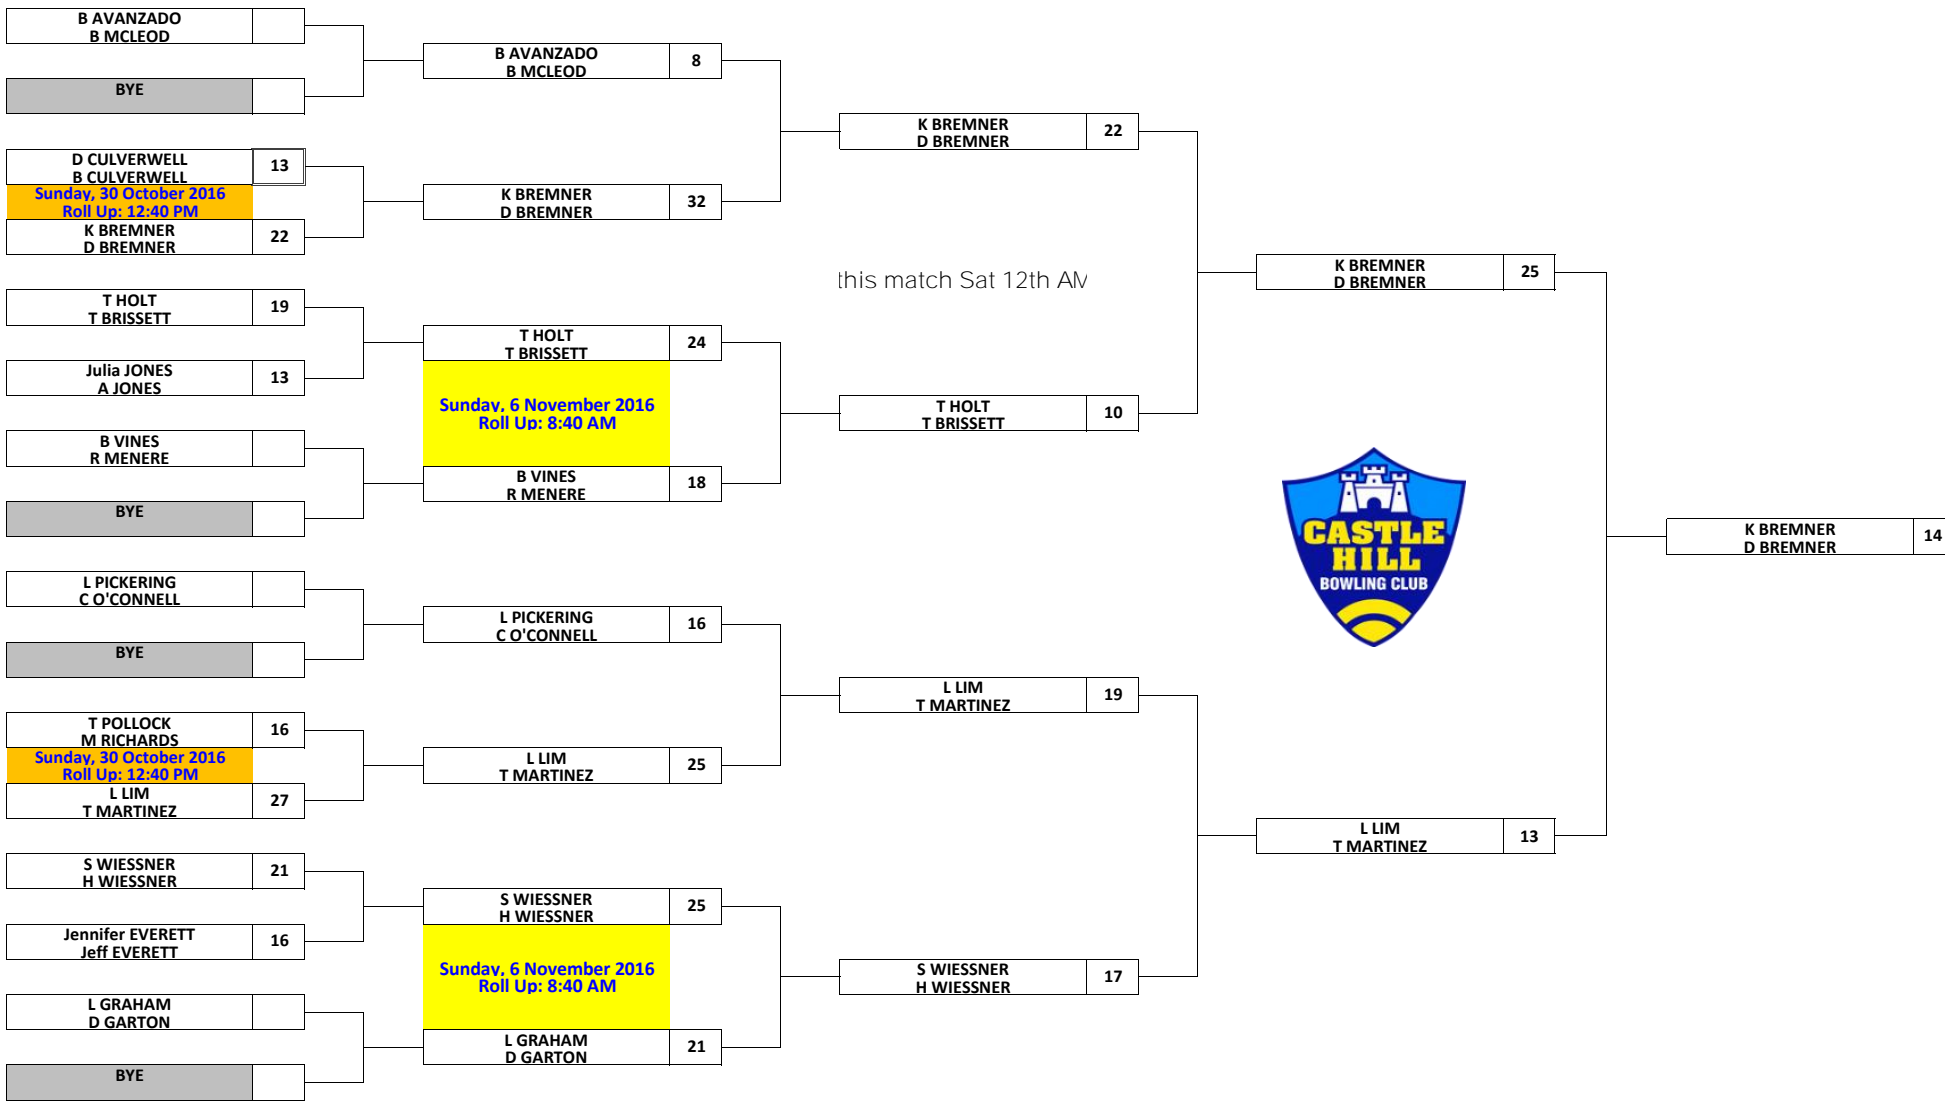 B AVANZADO
B MCLEOD
BYE
D CULVERWELL
B CULVERWELL
13
Sunday, 30 October 2016
Roll Up: 12:40 PM
K BREMNER
D BREMNER
22
T HOLT
T BRISSETT
19
Julia JONES
A JONES
13
B VINES
R MENERE
BYE
L PICKERING
C O'CONNELL
BYE
T POLLOCK
M RICHARDS
16
Sunday, 30 October 2016
Roll Up: 12:40 PM
L LIM
T MARTINEZ
27
S WIESSNER
H WIESSNER
21
Jennifer EVERETT
Jeff EVERETT
16
L GRAHAM
D GARTON
BYE
B AVANZADO
B MCLEOD
8
K BREMNER
D BREMNER
32
T HOLT
T BRISSETT
24
Sunday, 6 November 2016
Roll Up: 8:40 AM
B VINES
R MENERE
18
L PICKERING
C O'CONNELL
16
L LIM
T MARTINEZ
25
S WIESSNER
H WIESSNER
25
Sunday, 6 November 2016
Roll Up: 8:40 AM
L GRAHAM
D GARTON
21
K BREMNER
D BREMNER
22
this match Sat 12th AM
T HOLT
T BRISSETT
10
L LIM
T MARTINEZ
19
S WIESSNER
H WIESSNER
17
K BREMNER
D BREMNER
25
CASTLE
HILL
BOWLING CLUB
L LIM
T MARTINEZ
13
K BREMNER
D BREMNER
14